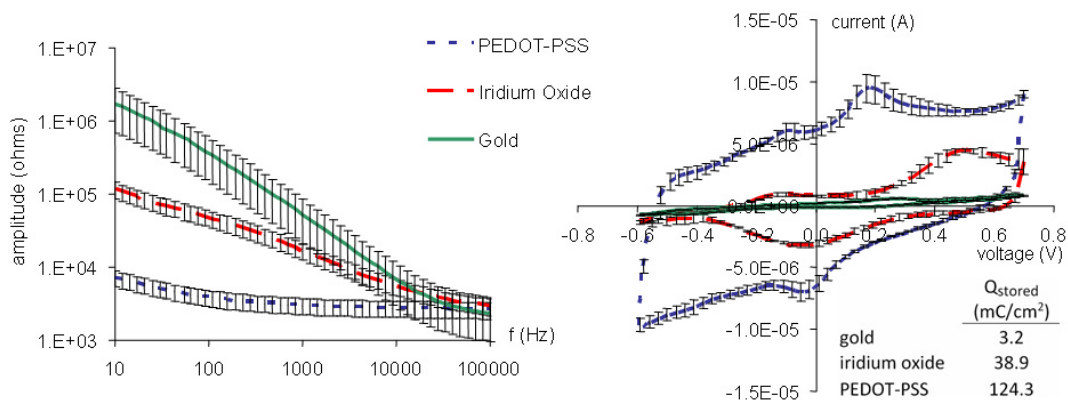 1.E+07
1.E+06
1.E+05
1.E+04
1.E+03
amplitude (ohms)
10 100 1000 10000 100000
f (Hz)
PEDOT-PSS
Iridium Oxide
Gold
1.5E-05
current (A)
1.0E-05
5.0E-06
0.0E+00
-5.0E-06
-1.0E-05
-1.5E-05
-0.8 -0.6 -0.4 -0.2 0.0 0.2 0.4 0.6 0.8
voltage (V)
Qstored
(mC/cm²)
gold 3.2
iridium oxide 38.9
PEDOT-PSS 124.3